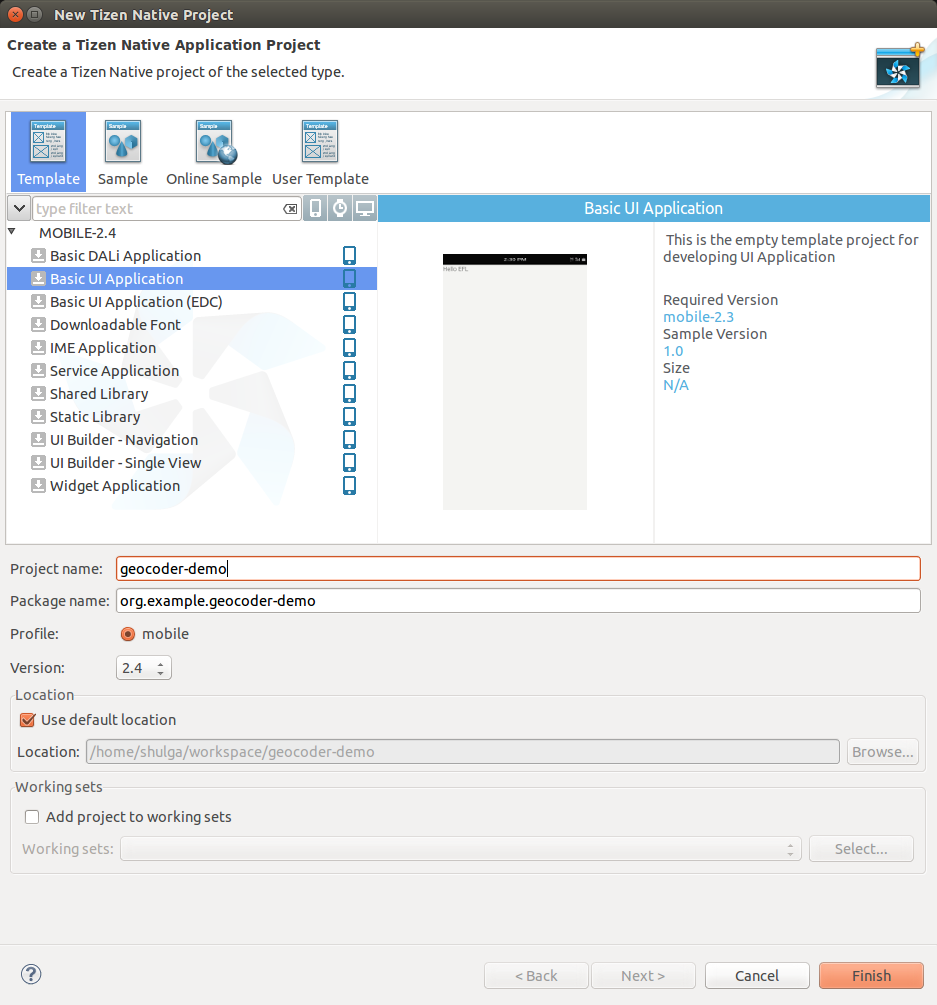 New Tizen Native Project
Create a Tizen Native Application Project
Create a Tizen Native project of the selected type.
Template
Sample
Sample
Template
Template
Sample
Online Sample
User Template
type filter text
Basic UI Application
MOBILE-2.4
Basic DALi Application
Basic UI Application
Basic UI Application (EDC)
Downloadable Font
IME Application
Service Application
Shared Library
Static Library
UI Builder - Navigation
UI Builder - Single View
Widget Application
2:35 PM
Hello EFL
This is the empty template project for
developing UI Application
Required Version
mobile-2.3
Sample Version
1.0
Size
N/A
Project name:
geocoder-demo
Package name:
org.example.geocoder-demo
Profile:
mobile
Version:
2.4
Location
Use default location
Location:
/home/shulga/workspace/geocoder-demo
Browse...
Working sets
Add project to working sets
Working sets:
Select...
< Back
Next >
Cancel
Finish